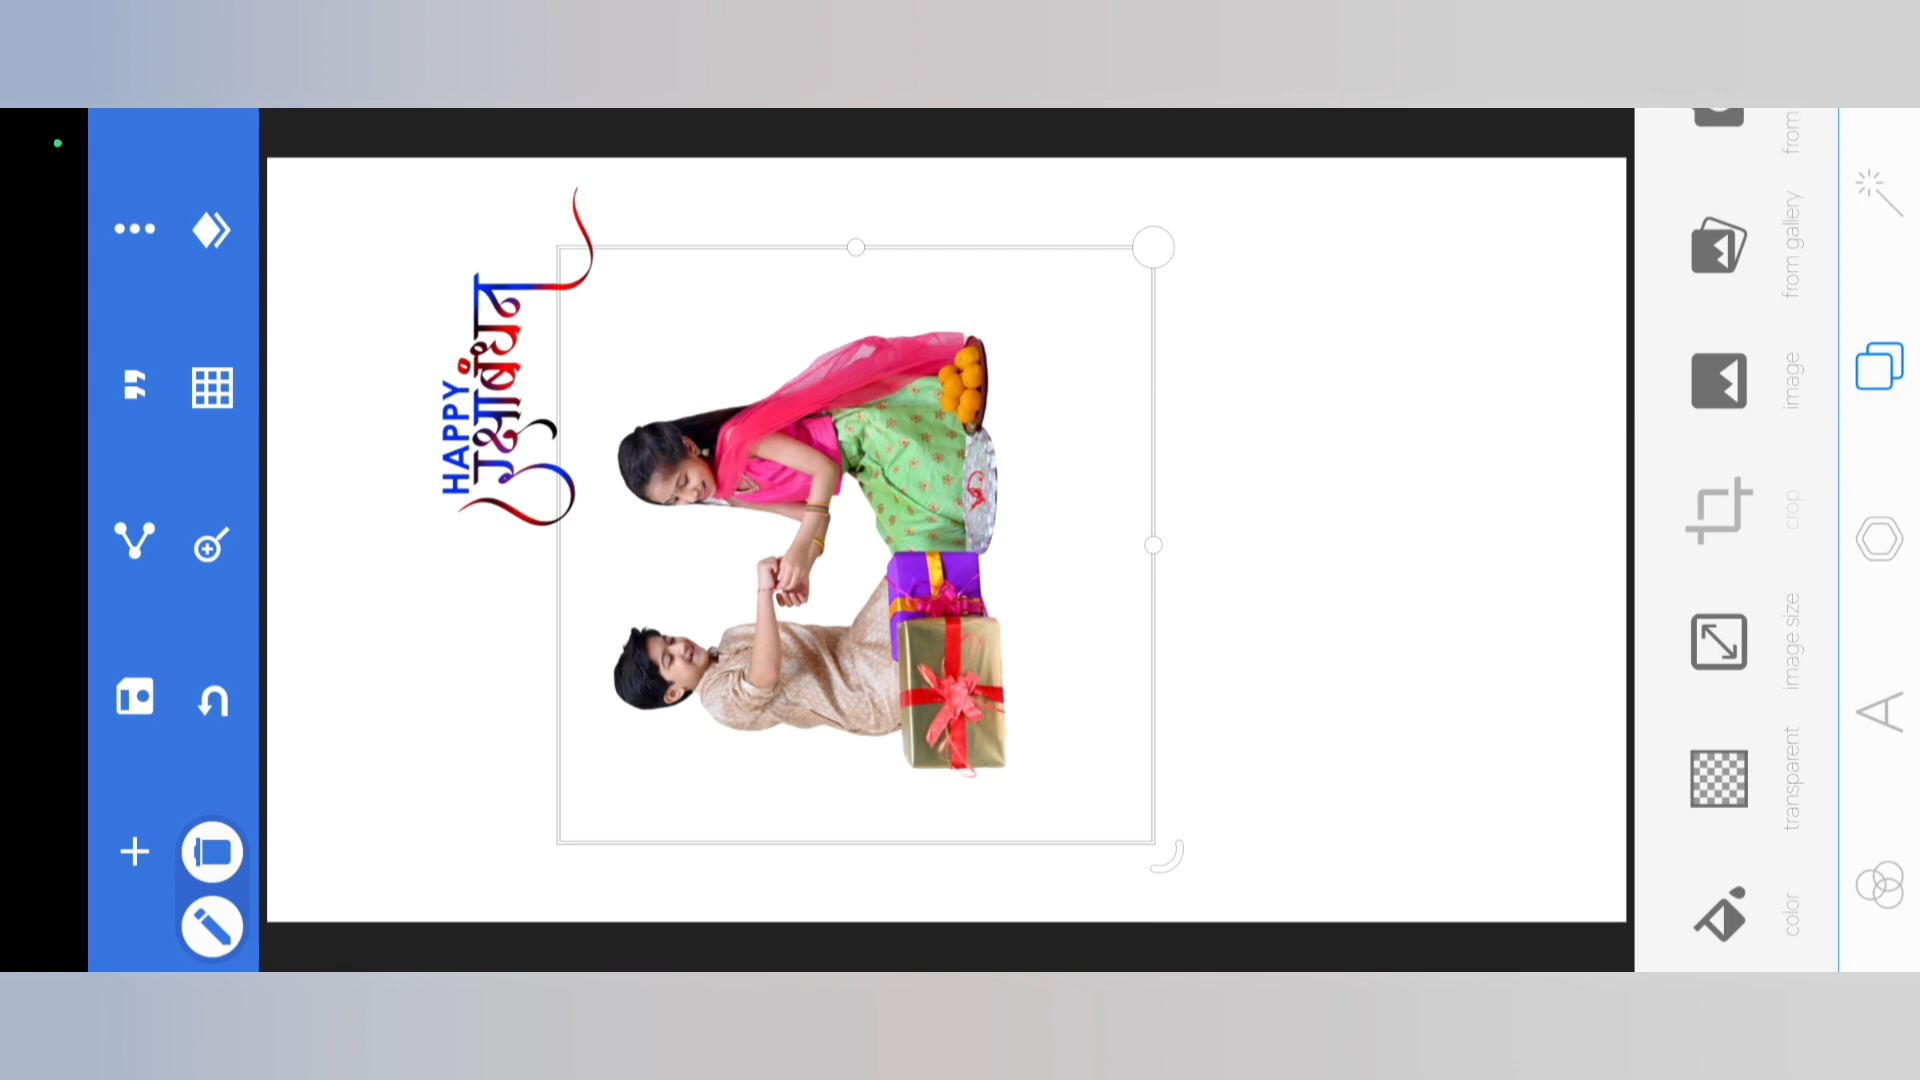 HAPPY
रक्षाबंधन
color
transparent
image size
crop
image
from gallery
from